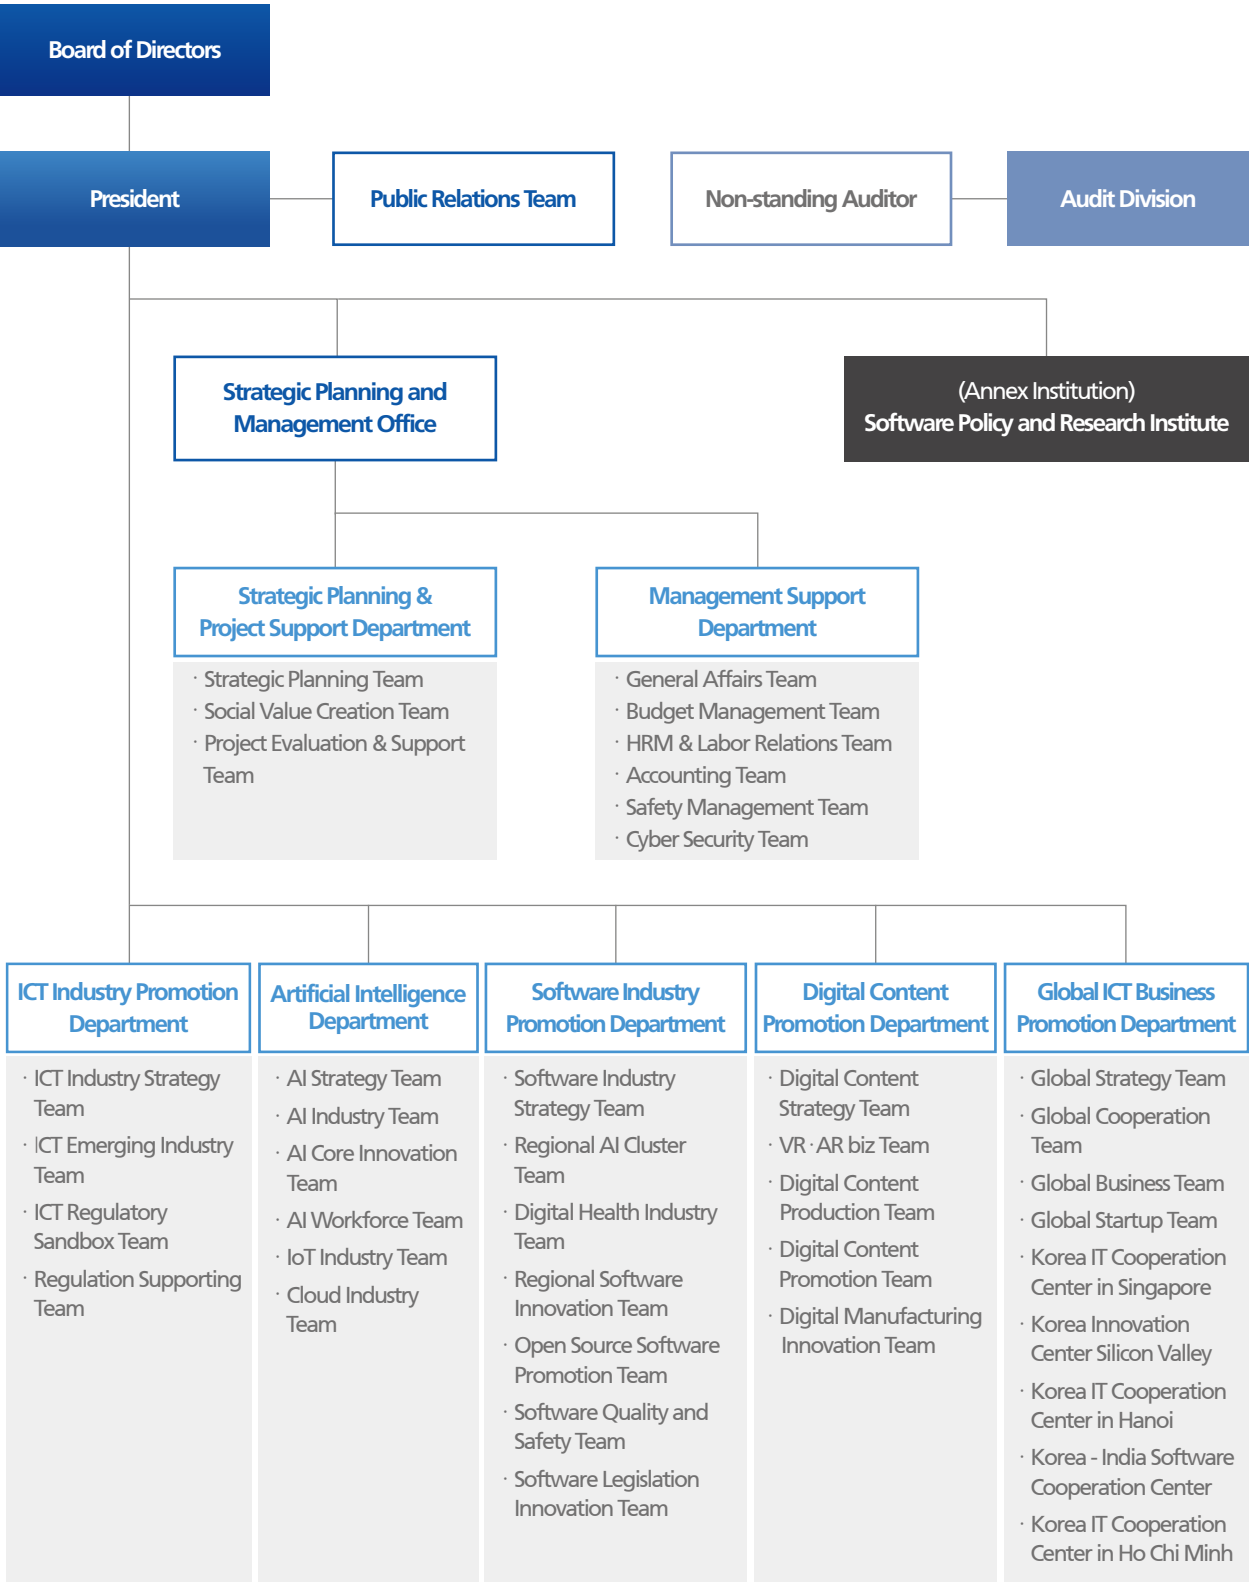 Board of Directors
President
Public Relations Team
Non-standing Auditor
Audit Division
Strategic Planning and
Management Office
(Annex Institution)
Software Policy and Research Institute
Strategic Planning &
Project Support Department
· Strategic Planning Team
· Social Value Creation Team
· Project Evaluation & Support
Team
Management Support
Department
· General Affairs Team
· Budget Management Team
· HRM & Labor Relations Team
· Accounting Team
· Safety Management Team
· Cyber Security Team
ICT Industry Promotion
Department
· ICT Industry Strategy
Team
· ICT Emerging Industry
Team
· ICT Regulatory
Sandbox Team
· Regulation Supporting
Team
Artificial Intelligence
Department
· AI Strategy Team
· AI Industry Team
· AI Core Innovation
Team
· AI Workforce Team
· IoT Industry Team
· Cloud Industry
Team
Software Industry
Promotion Department
· Software Industry
Strategy Team
· Regional AI Cluster
Team
· Digital Health Industry
Team
· Regional Software
Innovation Team
· Open Source Software
Promotion Team
· Software Quality and
Safety Team
· Software Legislation
Innovation Team
Digital Content
Promotion Department
· Digital Content
Strategy Team
· VR · AR biz Team
· Digital Content
Production Team
· Digital Content
Promotion Team
· Digital Manufacturing
Innovation Team
Global ICT Business
Promotion Department
· Global Strategy Team
· Global Cooperation
Team
· Global Business Team
· Global Startup Team
· Korea IT Cooperation
Center in Singapore
· Korea Innovation
Center Silicon Valley
· Korea IT Cooperation
Center in Hanoi
· Korea - India Software
Cooperation Center
· Korea IT Cooperation
Center in Ho Chi Minh